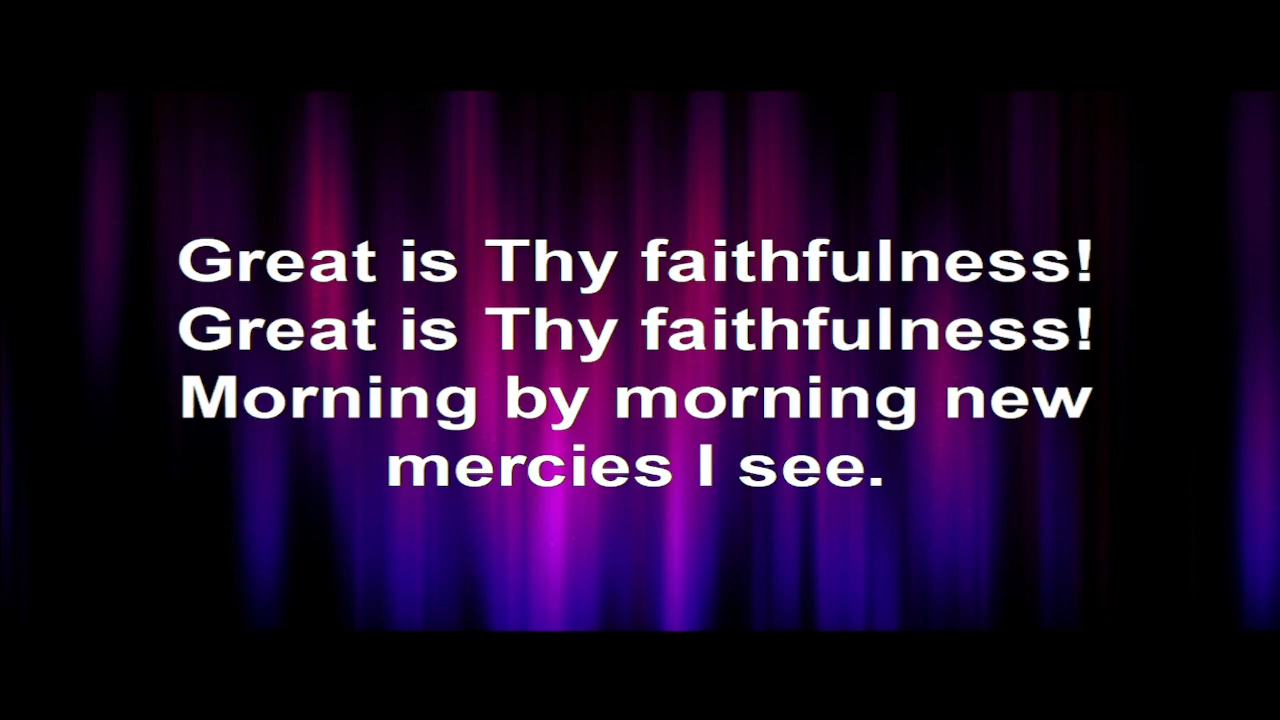 Great is Thy faithfulness!
Great is Thy faithfulness!
Morning by morning new
mercies I see.